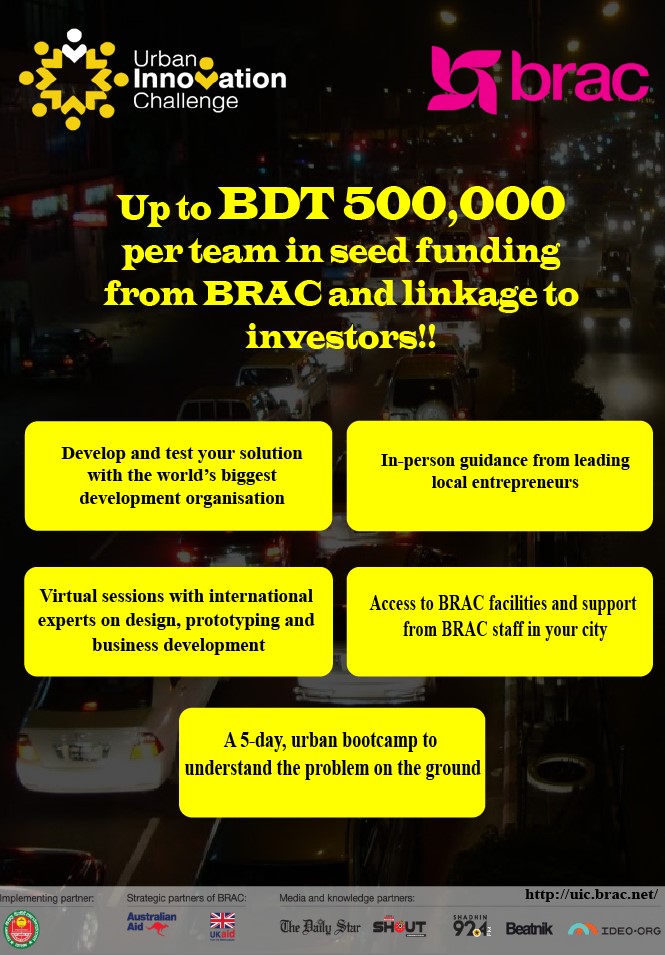 Urban
Innovation
Challenge
brac
Up to BDT 500,000
per team in seed funding
from BRAC and linkage to
investors!!
Develop and test your solution
with the world’s biggest
development organisation
In-person guidance from leading
local entrepreneurs
Virtual sessions with international
experts on design, prototyping and
business development
Access to BRAC facilities and support
from BRAC staff in your city
A 5-day, urban bootcamp to
understand the problem on the ground
http://uic.brac.net/
Implementing partner:
Strategic partners of BRAC:
Media and knowledge partners:
Australian
Aid
UKaid
The Daily Star
SHOUT
SHADHIN
92.4
Beatnik
IDEO.ORG